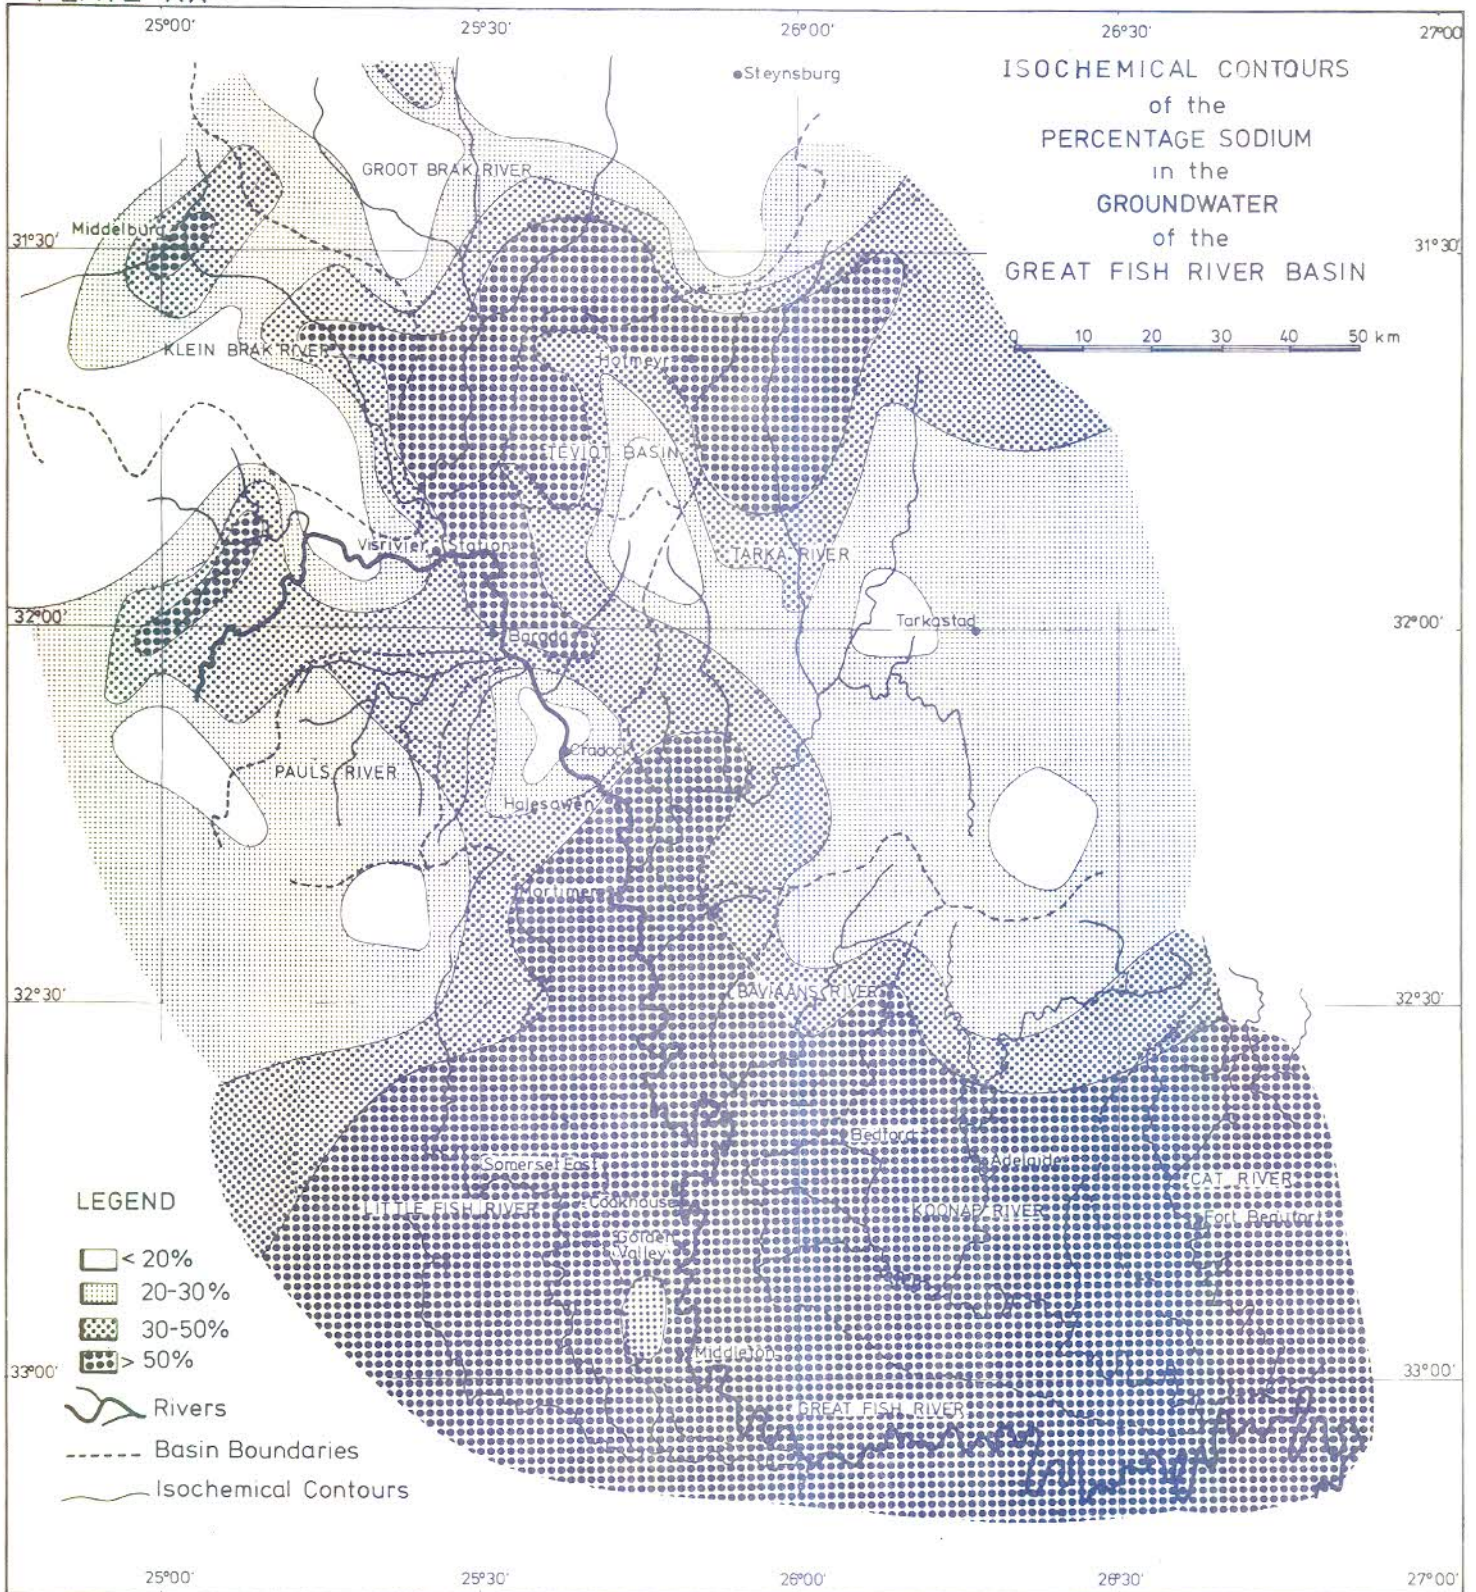 25°00'
25°30'
26°00'
26°30'
27°00'
Steynsburg
ISOCHEMICAL CONTOURS
of the
PERCENTAGE SODIUM
in the
GROUNDWATER
of the
GREAT FISH RIVER BASIN
GROOT BRAK RIVER
Middelburg
31°30'
31°30'
0 10 20 30 40 50 km
KLEIN BRAK RIVER
Hofmeyr
TEVIOT BASIN
Visrivier Station
TARKA RIVER
32°00'
Tarkastad
32°00'
Baroda
Cradock
PAULS RIVER
Halesowen
Mortimer
32°30'
BAVIAANS RIVER
32°30'
Bedford
Somerset East
Adelaide
LEGEND
LITTLE FISH RIVER
Cookhouse
KOONAP RIVER
CAT RIVER
Fort Beaufort
Golden
Valley
< 20%
20-30%
30-50%
> 50%
Middleton
33°00'
33°00'
Rivers
GREAT FISH RIVER
Basin Boundaries
Isochemical Contours
25°00'
25°30'
26°00'
26°30'
27°00'